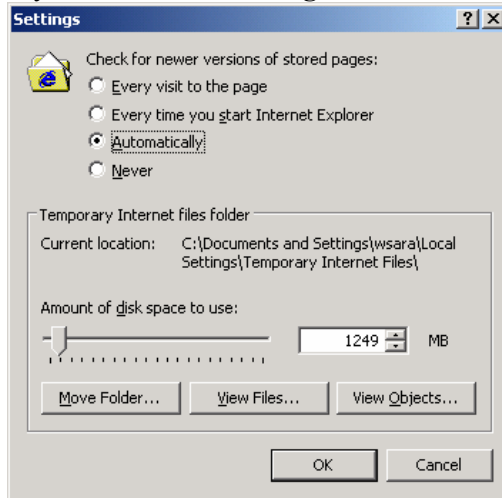 Settings
Check for newer versions of stored pages:
Every visit to the page
Every time you start Internet Explorer
Automatically
Never
Temporary Internet files folder
Current location: C:\Documents and Settings\wsara\Local
Settings\Temporary Internet Files\
Amount of disk space to use:
1249 MB
Move Folder... View Files... View Objects...
OK Cancel